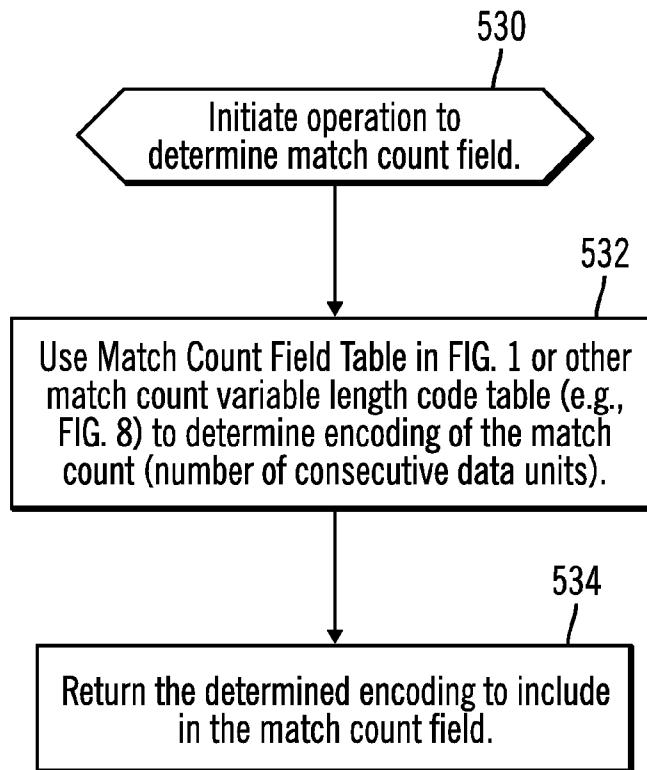 530
Initiate operation to
determine match count field.
532
Use Match Count Field Table in FIG. 1 or other
match count variable length code table (e.g.,
FIG. 8) to determine encoding of the match
count (number of consecutive data units).
534
Return the determined encoding to include
in the match count field.